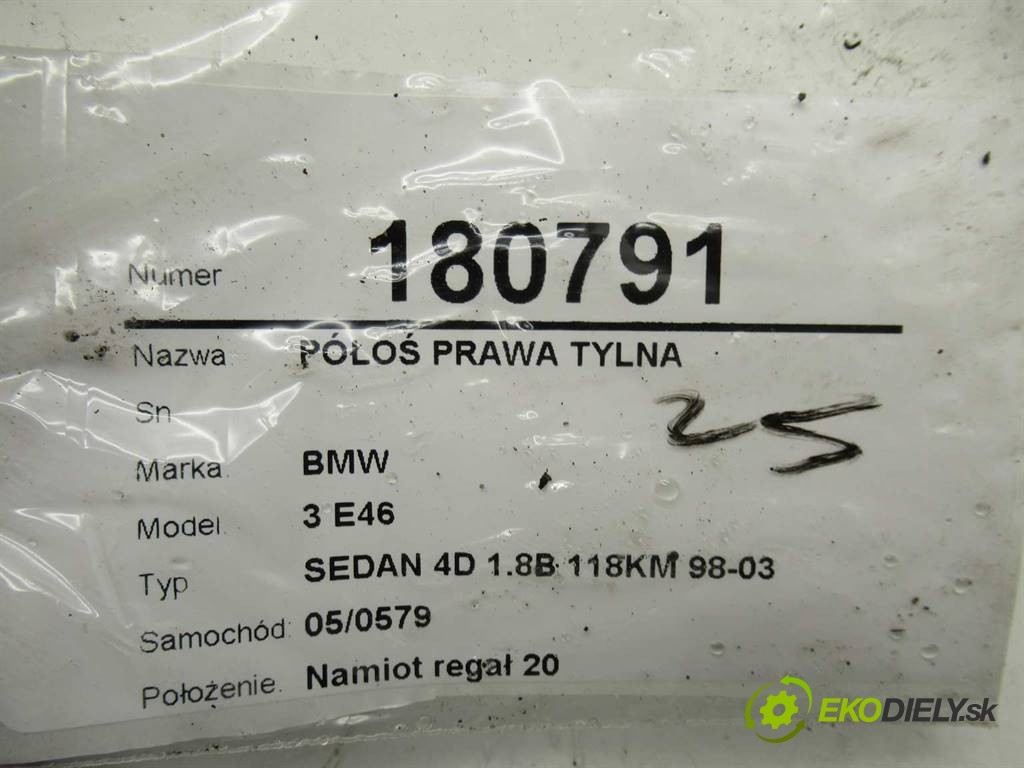 Numer 180791
Nazwa PÓŁOŚ PRAWA TYLNA
Sn
25
Marka. BMW
Model. 3 E46
Typ SEDAN 4D 1.8B 118KM 98-03
Samochód: 05/0579
Położenie. Namiot regał 20
EKODIELY.sk